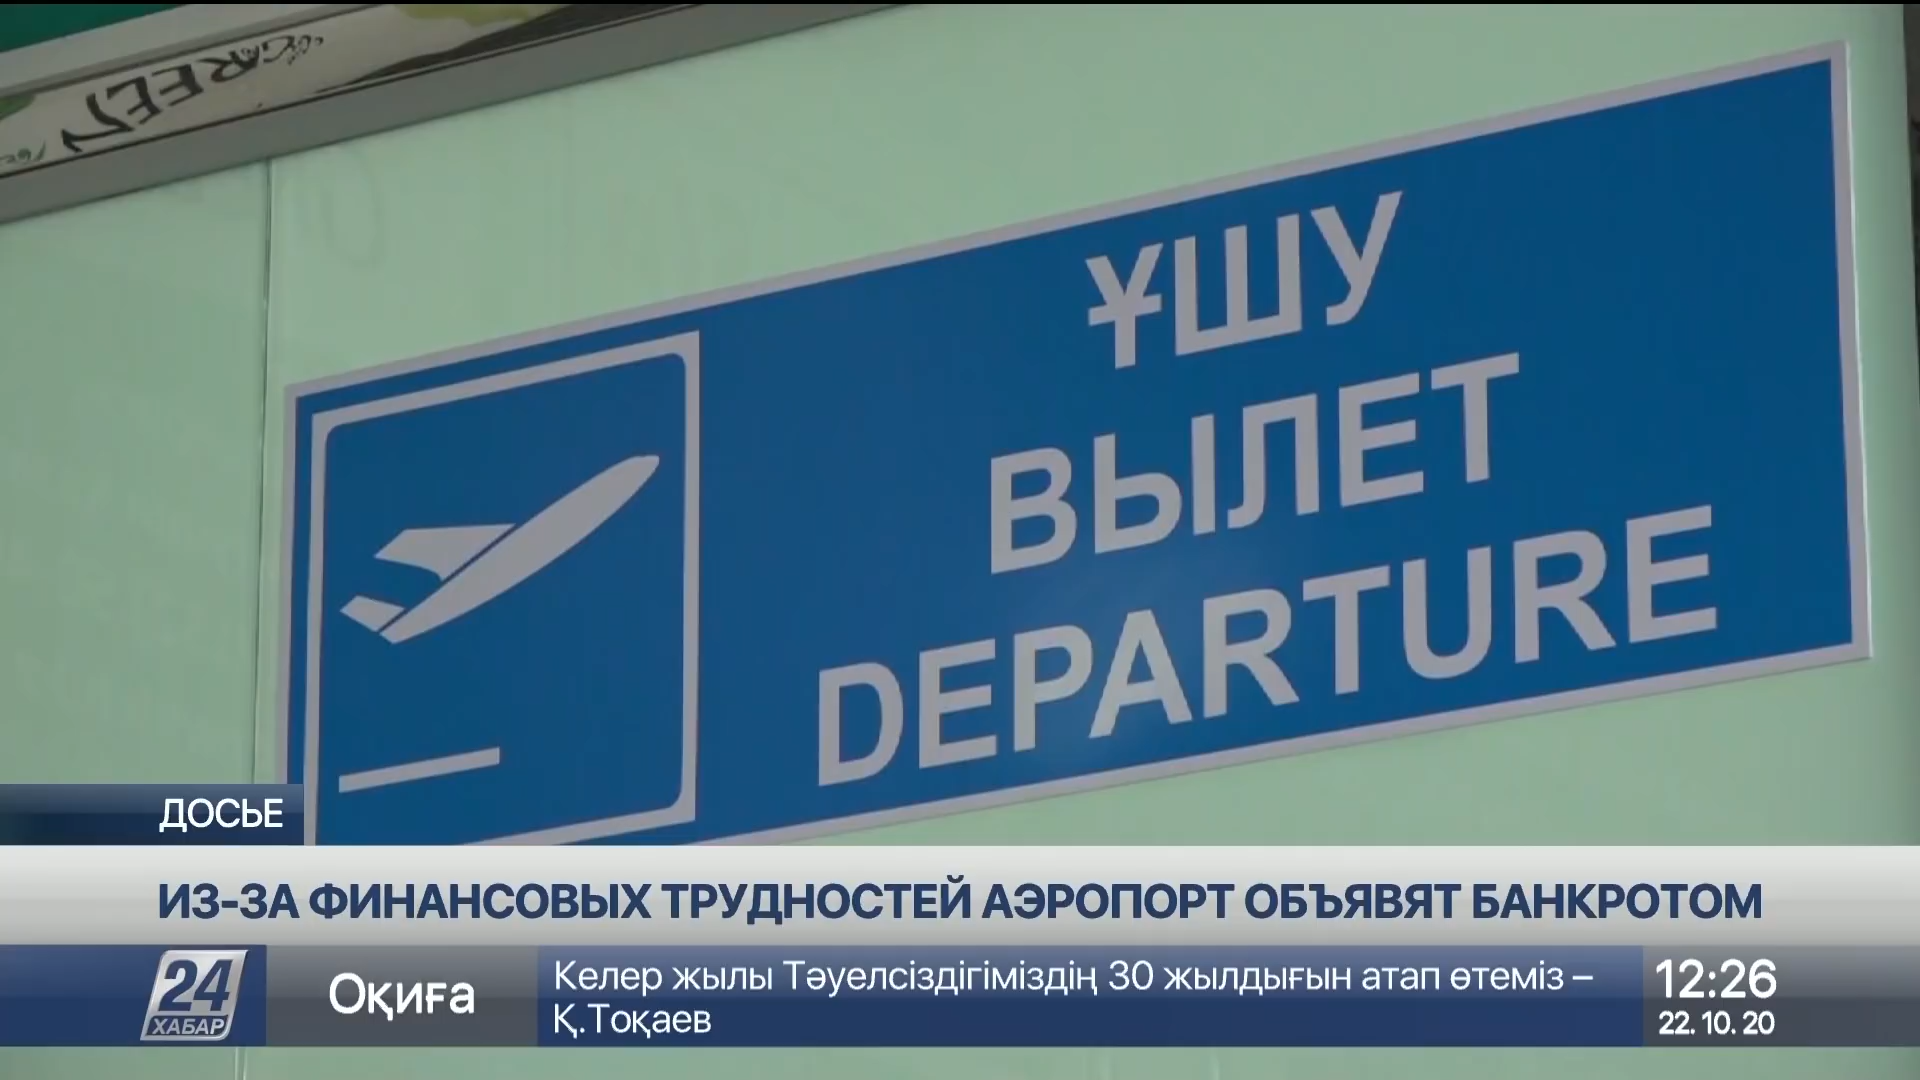 ҰШУ
ВЫЛЕТ
DEPARTURE
ДОСЬЕ
ИЗ-ЗА ФИНАНСОВЫХ ТРУДНОСТЕЙ АЭРОПОРТ ОБЪЯВЯТ БАНКРОТОМ
24
ХАБАР
Оқиға
Келер жылы Тәуелсіздігіміздің 30 жылдығын атап өтеміз –
Қ.Тоқаев
12:26
22. 10. 20